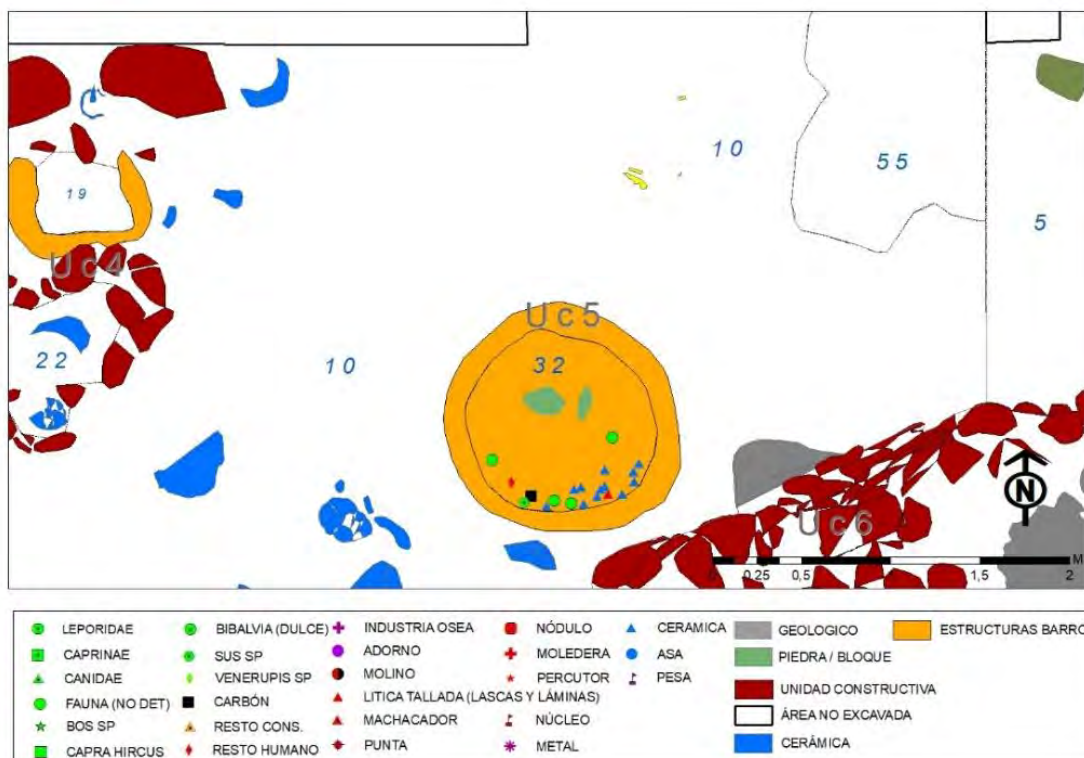 10
55
5
19
Uc4
Uc5
32
22
10
N
Uc6
0 0,25 0,5 1 1,5 2
M
LEPORIDAE
CAPRINAE
CANIDAE
FAUNA (NO DET)
BOS SP
CAPRA HIRCUS
BIBALVIA (DULCE)
SUS SP
VENERUPIS SP
CARBÓN
RESTO CONS.
RESTO HUMANO
INDUSTRIA OSEA
ADORNO
MOLINO
LITICA TALLADA (LASCAS Y LÁMINAS)
MACHACADOR
PUNTA
NÓDULO
MOLEDERA
PERCUTOR
NÚCLEO
METAL
CERAMICA
ASA
PESA
GEOLOGICO
PIEDRA / BLOQUE
UNIDAD CONSTRUCTIVA
ÁREA NO EXCAVADA
CERÁMICA
ESTRUCTURAS BARRO